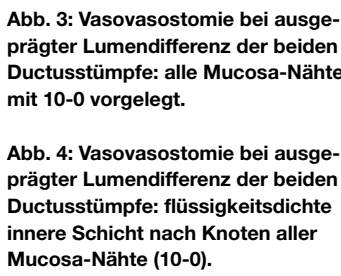 Abb. 3: Vasovasostomie bei ausge-
prägter Lumendifferenz der beiden
Ductusstümpfe: alle Mucosa-Nähte
mit 10-0 vorgelegt.
Abb. 4: Vasovasostomie bei ausge-
prägter Lumendifferenz der beiden
Ductusstümpfe: flüssigkeitsdichte
innere Schicht nach Knoten aller
Mucosa-Nähte (10-0).